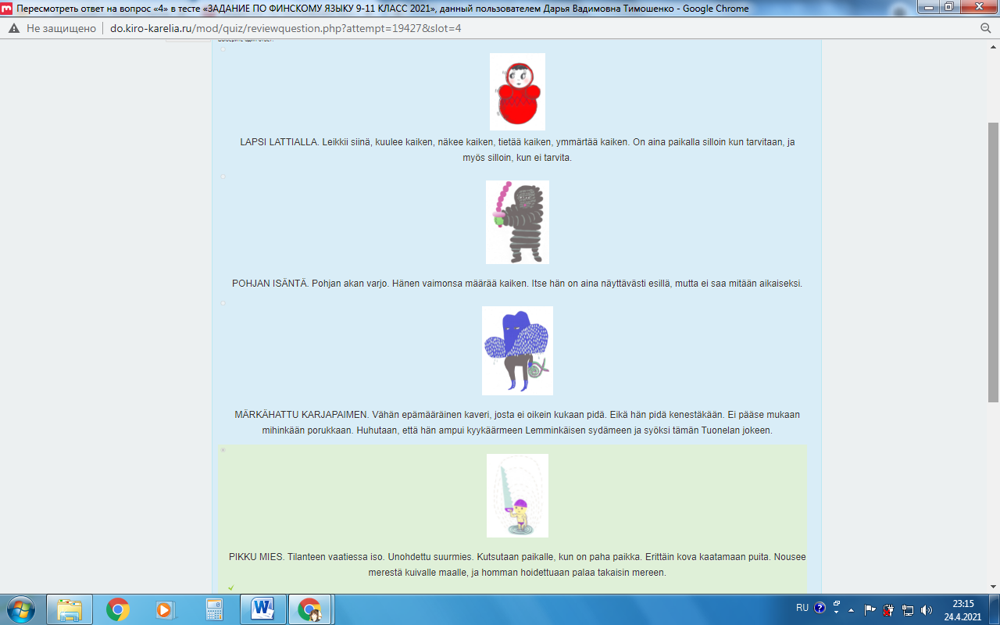 Пересмотреть ответ на вопрос «4» в тесте «ЗАДАНИЕ ПО ФИНСКОМУ ЯЗЫКУ 9-11 КЛАСС 2021», данный пользователем Дарья Вадимовна Тимошенко - Google Chrome
Не защищено do.kiro-karelia.ru/mod/quiz/reviewquestion.php?attempt=19427&slot=4
LAPSI LATTIALLA. Leikkii siinä, kuulee kaiken, näkee kaiken, tietää kaiken, ymmärtää kaiken. On aina paikalla silloin kun tarvitaan, ja
myös silloin, kun ei tarvita.
POHJAN ISÄNTÄ. Pohjan akan varjo. Hänen vaimonsa määrää kaiken. Itse hän on aina näyttävästi esillä, mutta ei saa mitään aikaiseksi.
MÄRKÄHATTU KARJAPAIMEN. Vähän epämääräinen kaveri, josta ei oikein kukaan pidä. Eikä hän pidä kenestäkään. Ei pääse mukaan
mihinkään porukkaan. Huhutaan, että hän ampui kyykäärmeen Lemminkäisen sydämeen ja syöksi tämän Tuonelan jokeen.
PIKKU MIES. Tilanteen vaatiessa iso. Unohdettu suurmies. Kutsutaan paikalle, kun on paha paikka. Erittäin kova kaatamaan puita. Nousee
merestä kuivalle maalle, ja homman hoidettuaan palaa takaisin mereen.
RU
23:15
24.4.2021